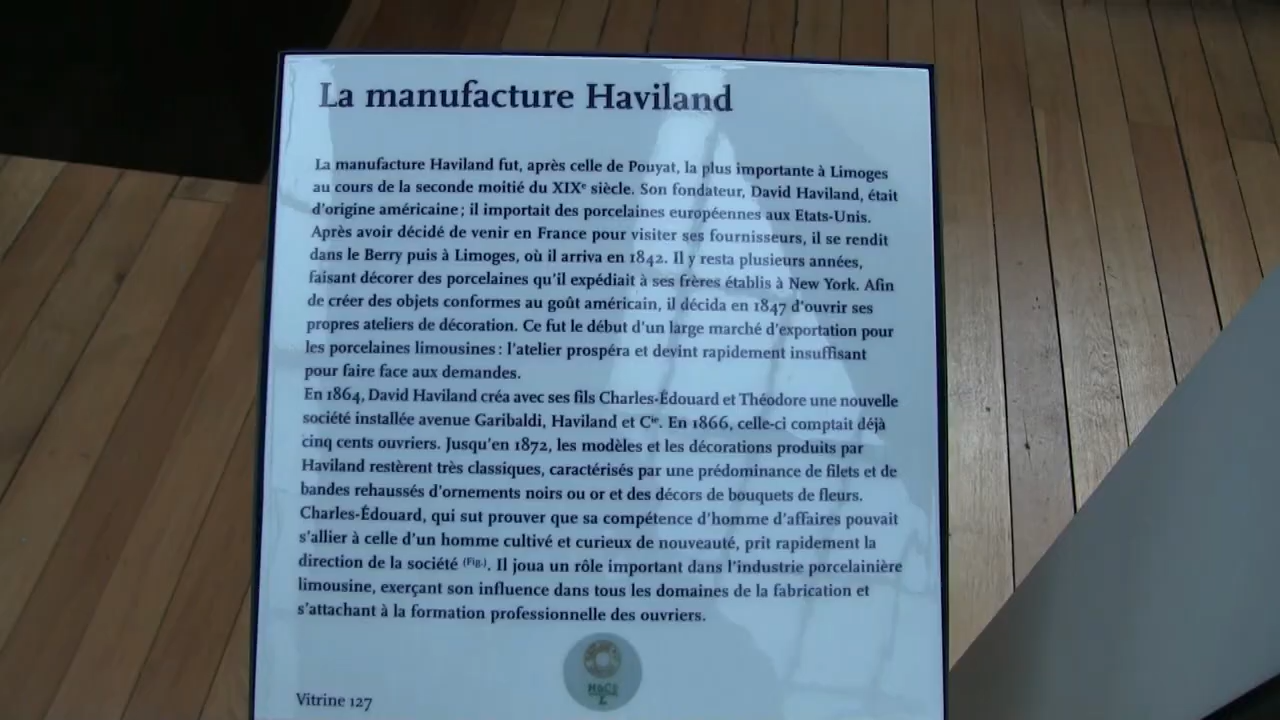 La manufacture Haviland
La manufacture Haviland fut, après celle de Pouyat, la plus importante à Limoges
au cours de la seconde moitié du XIXe siècle. Son fondateur, David Haviland, était
d'origine américaine ; il importait des porcelaines européennes aux Etats-Unis.
Après avoir décidé de venir en France pour visiter ses fournisseurs, il se rendit
dans le Berry puis à Limoges, où il arriva en 1842. Il y resta plusieurs années,
faisant décorer des porcelaines qu'il expédiait à ses frères établis à New York. Afin
de créer des objets conformes au goût américain, il décida en 1847 d'ouvrir ses
propres ateliers de décoration. Ce fut le début d'un large marché d'exportation pour
les porcelaines limousines : l'atelier prospéra et devint rapidement insuffisant
pour faire face aux demandes.
En 1864, David Haviland créa avec ses fils Charles-Édouard et Théodore une nouvelle
société installée avenue Garibaldi, Haviland et Cie. En 1866, celle-ci comptait déjà
cinq cents ouvriers. Jusqu'en 1872, les modèles et les décorations produits par
Haviland restèrent très classiques, caractérisés par une prédominance de filets et de
bandes rehaussés d'ornements noirs ou or et des décors de bouquets de fleurs.
Charles-Édouard, qui sut prouver que sa compétence d'homme d'affaires pouvait
s'allier à celle d'un homme cultivé et curieux de nouveauté, prit rapidement la
direction de la société (Fig.). Il joua un rôle important dans l'industrie porcelainière
limousine, exerçant son influence dans tous les domaines de la fabrication et
s'attachant à la formation professionnelle des ouvriers.
H&Co
L
Vitrine 127